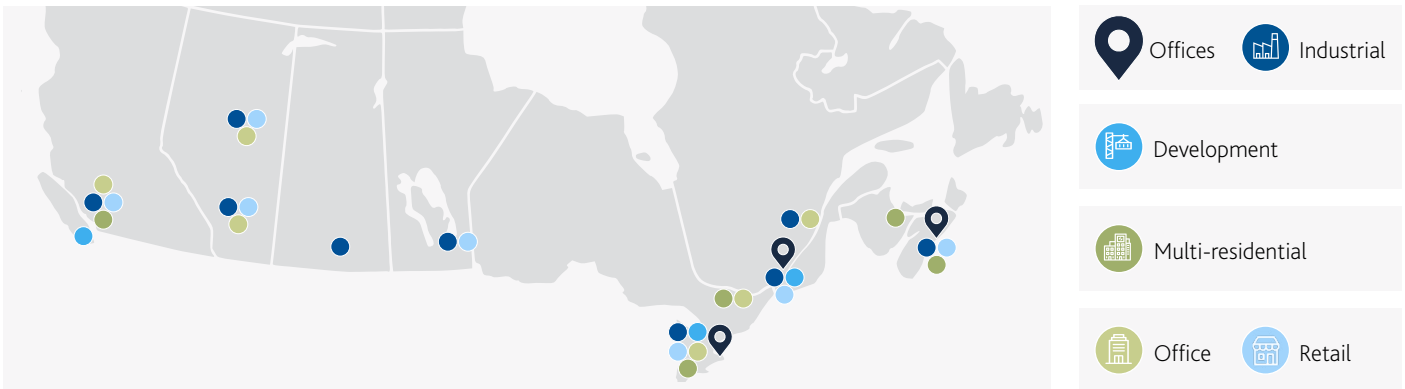 Offices
Industrial
Development
Multi-residential
Office
Retail